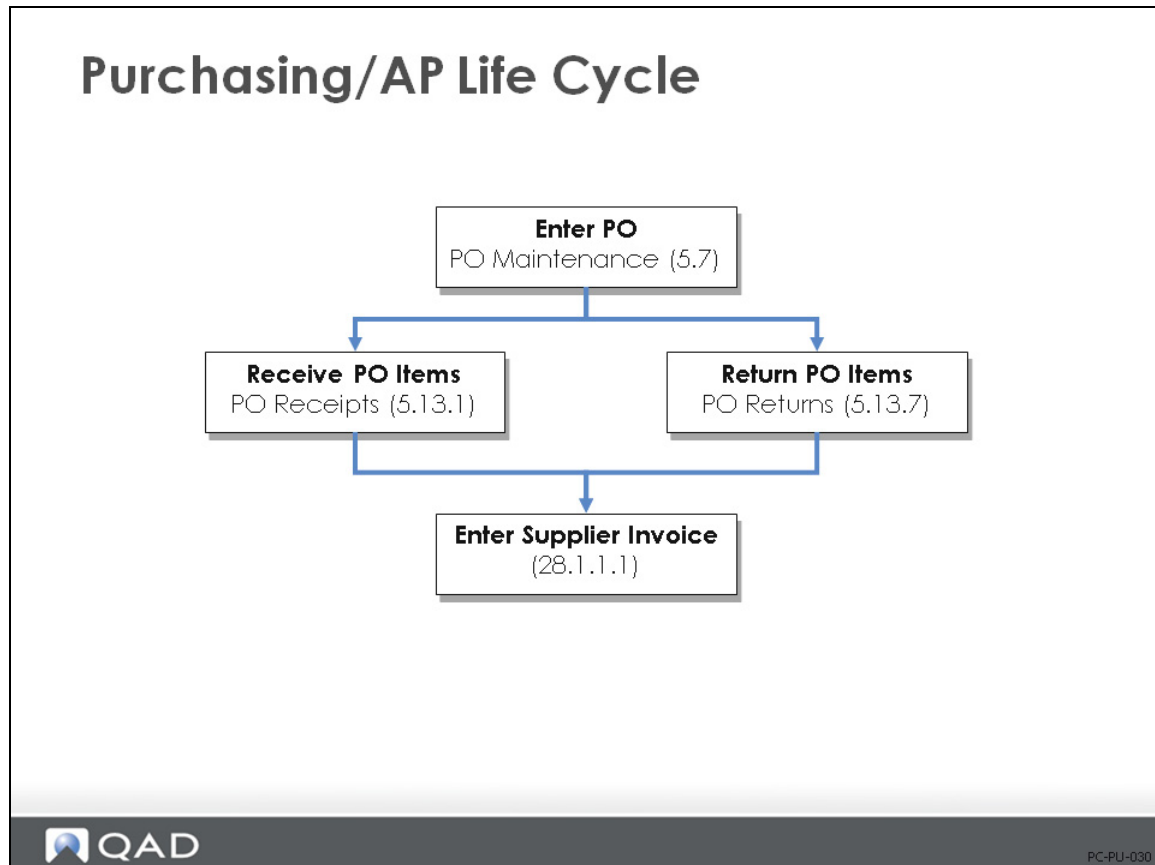 Purchasing/AP Life Cycle
Enter PO
PO Maintenance (5.7)
Receive PO Items
PO Receipts (5.13.1)
Return PO Items
PO Returns (5.13.7)
Enter Supplier Invoice
(28.1.1.1)
QAD
PC-PU-030